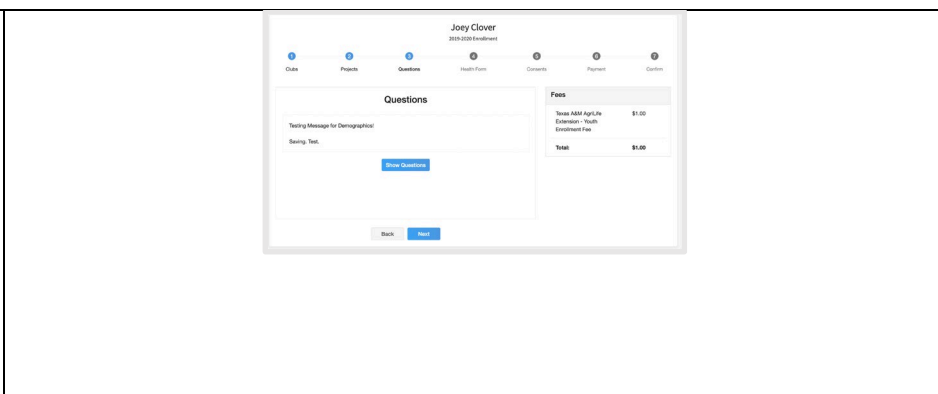 Joey Clover
2019-2020 Enrollment
1 2 3 4 5 6 7
Clubs Projects Questions Health Form Consents Payment Confirm
Questions
Testing Message for Demographics!
Saving. Test.
Show Questions
Back Next
Fees
Texas A&M AgriLife $1.00
Extension - Youth
Enrollment Fee
Total: $1.00